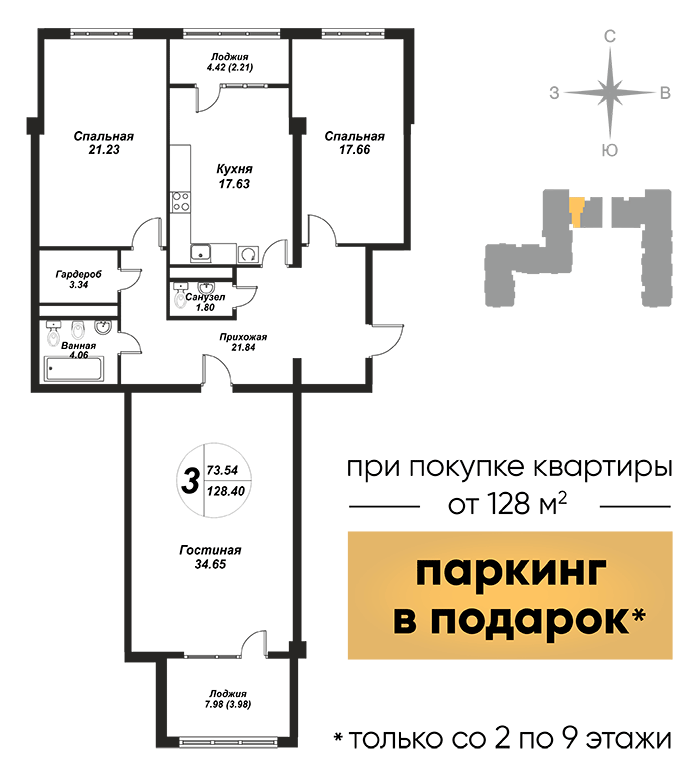 Лоджия
4.42 (2.21)
Спальная
21.23
Кухня
17.63
Спальная
17.66
С
З
В
Ю
Гардероб
3.34
Санузел
1.80
Ванная
4.06
Прихожая
21.84
3
73.54
128.40
Гостиная
34.65
Лоджия
7.98 (3.98)
при покупке квартиры
от 128 м²
паркинг
в подарок*
* только со 2 по 9 этажи